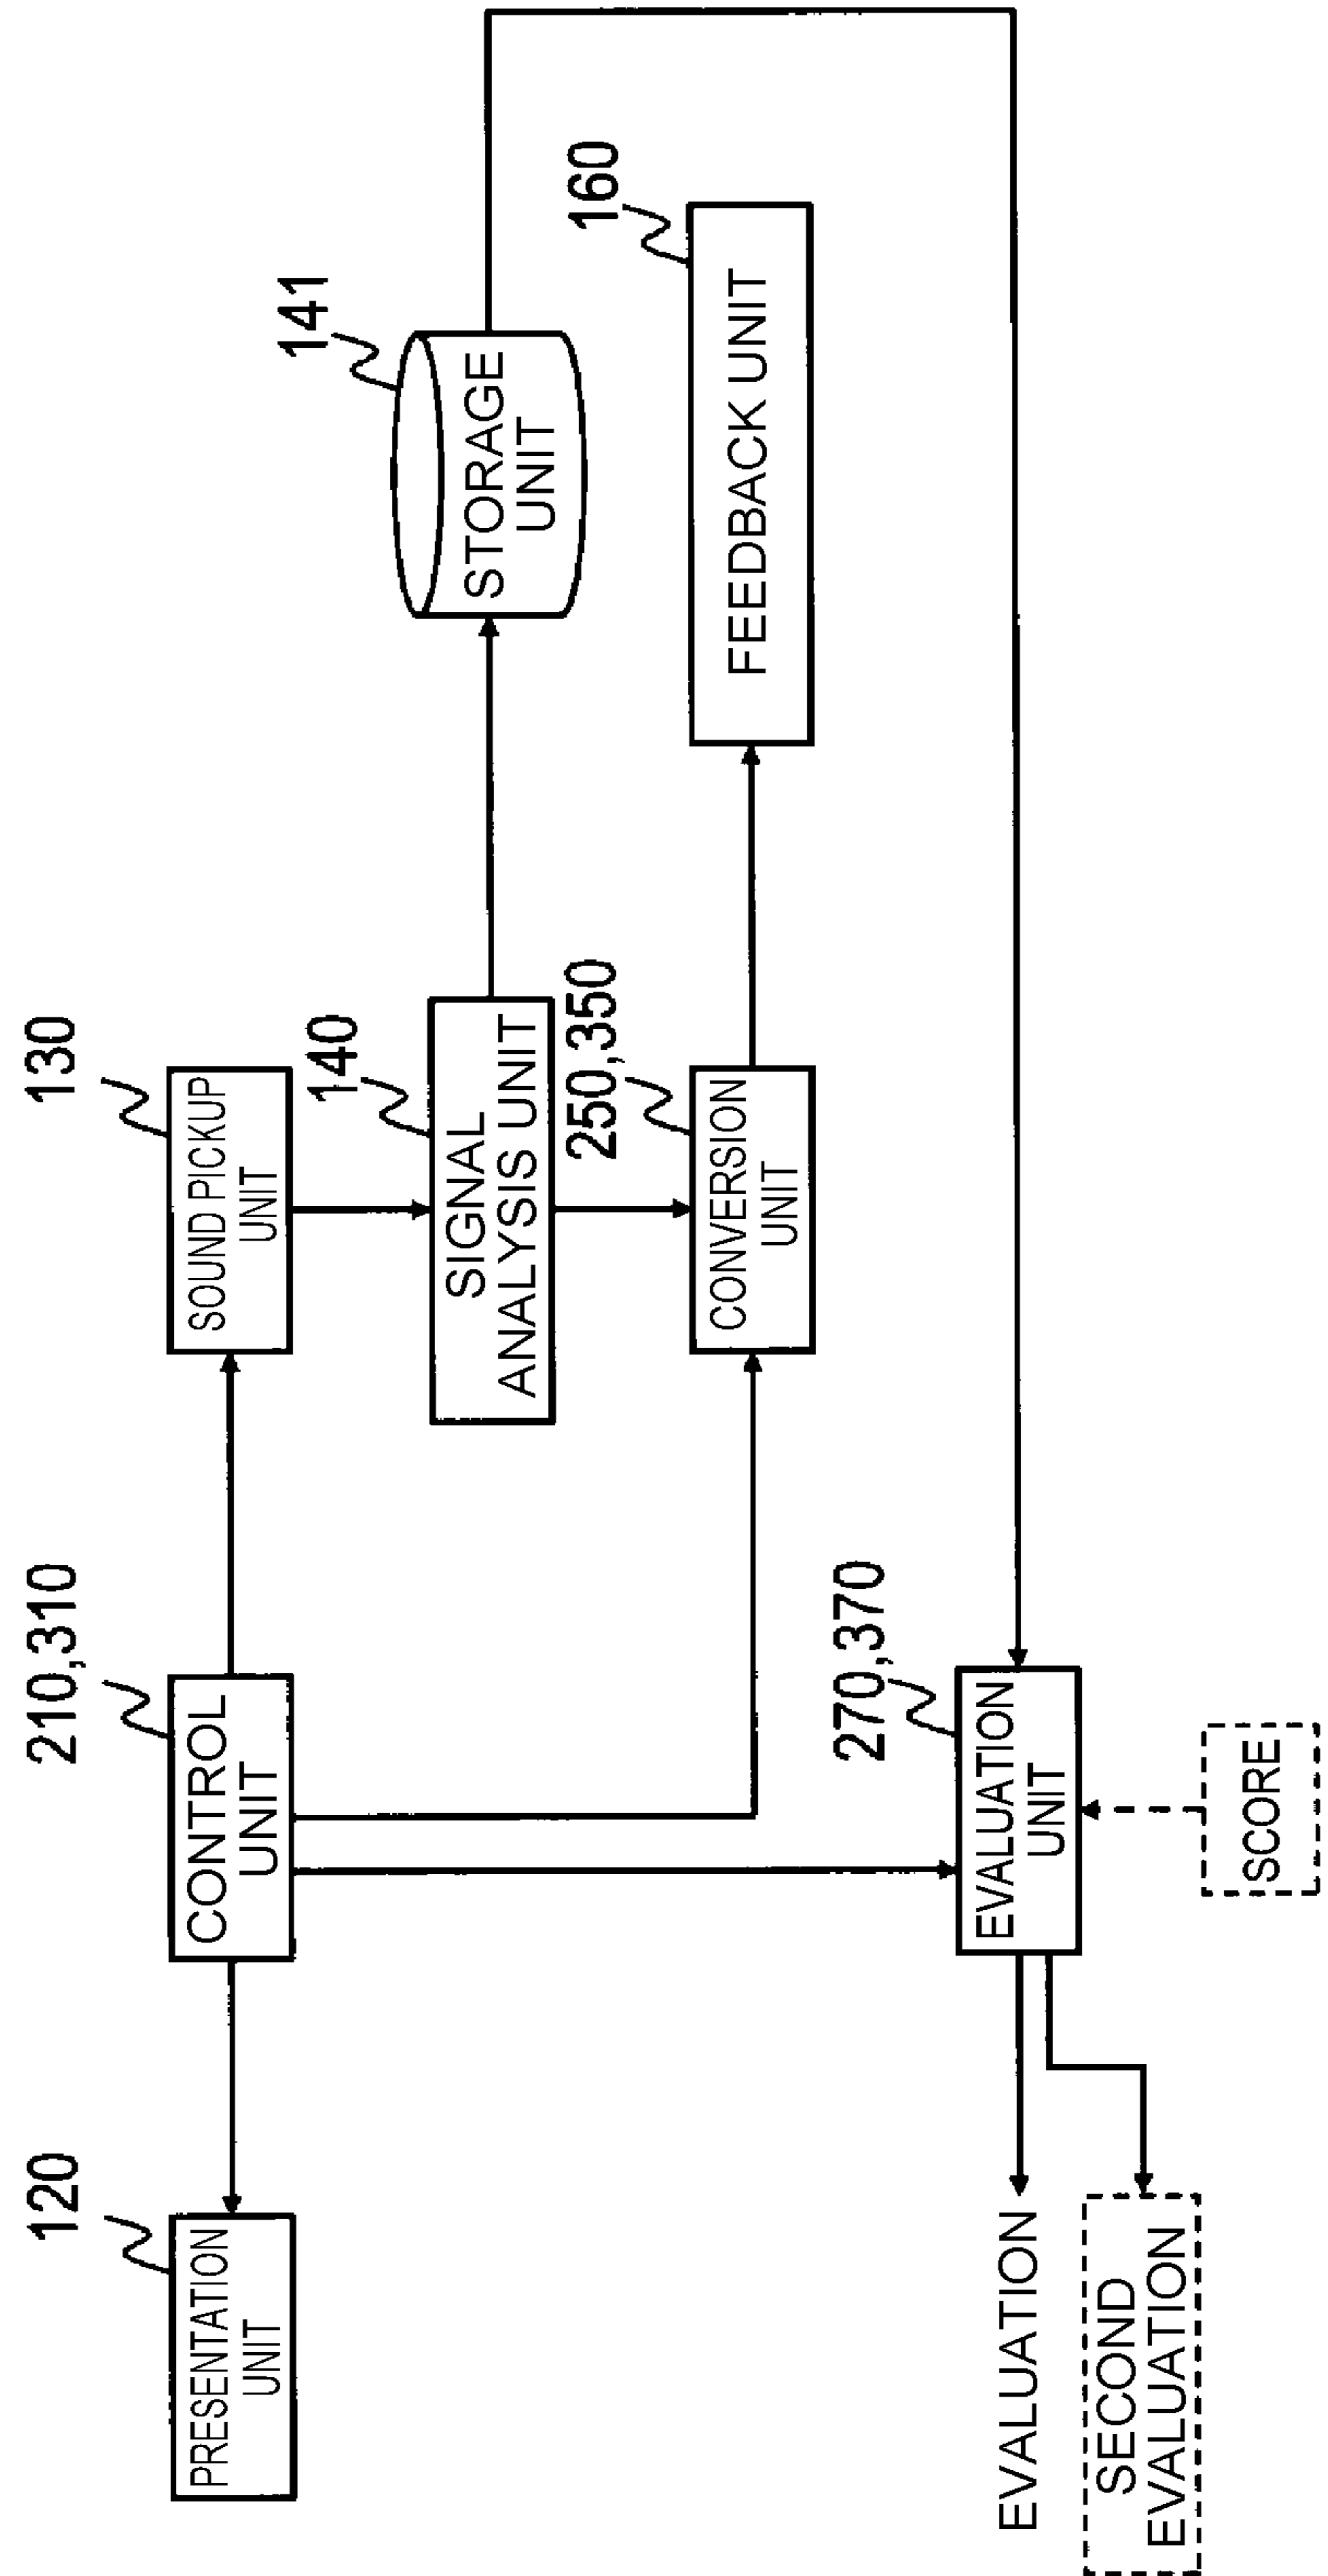 120
PRESENTATION
UNIT
210,310
CONTROL
UNIT
130
SOUND PICKUP
UNIT
140
SIGNAL
ANALYSIS UNIT
141
STORAGE
UNIT
250,350
CONVERSION
UNIT
160
FEEDBACK UNIT
270,370
EVALUATION
UNIT
EVALUATION
SECOND
EVALUATION
SCORE